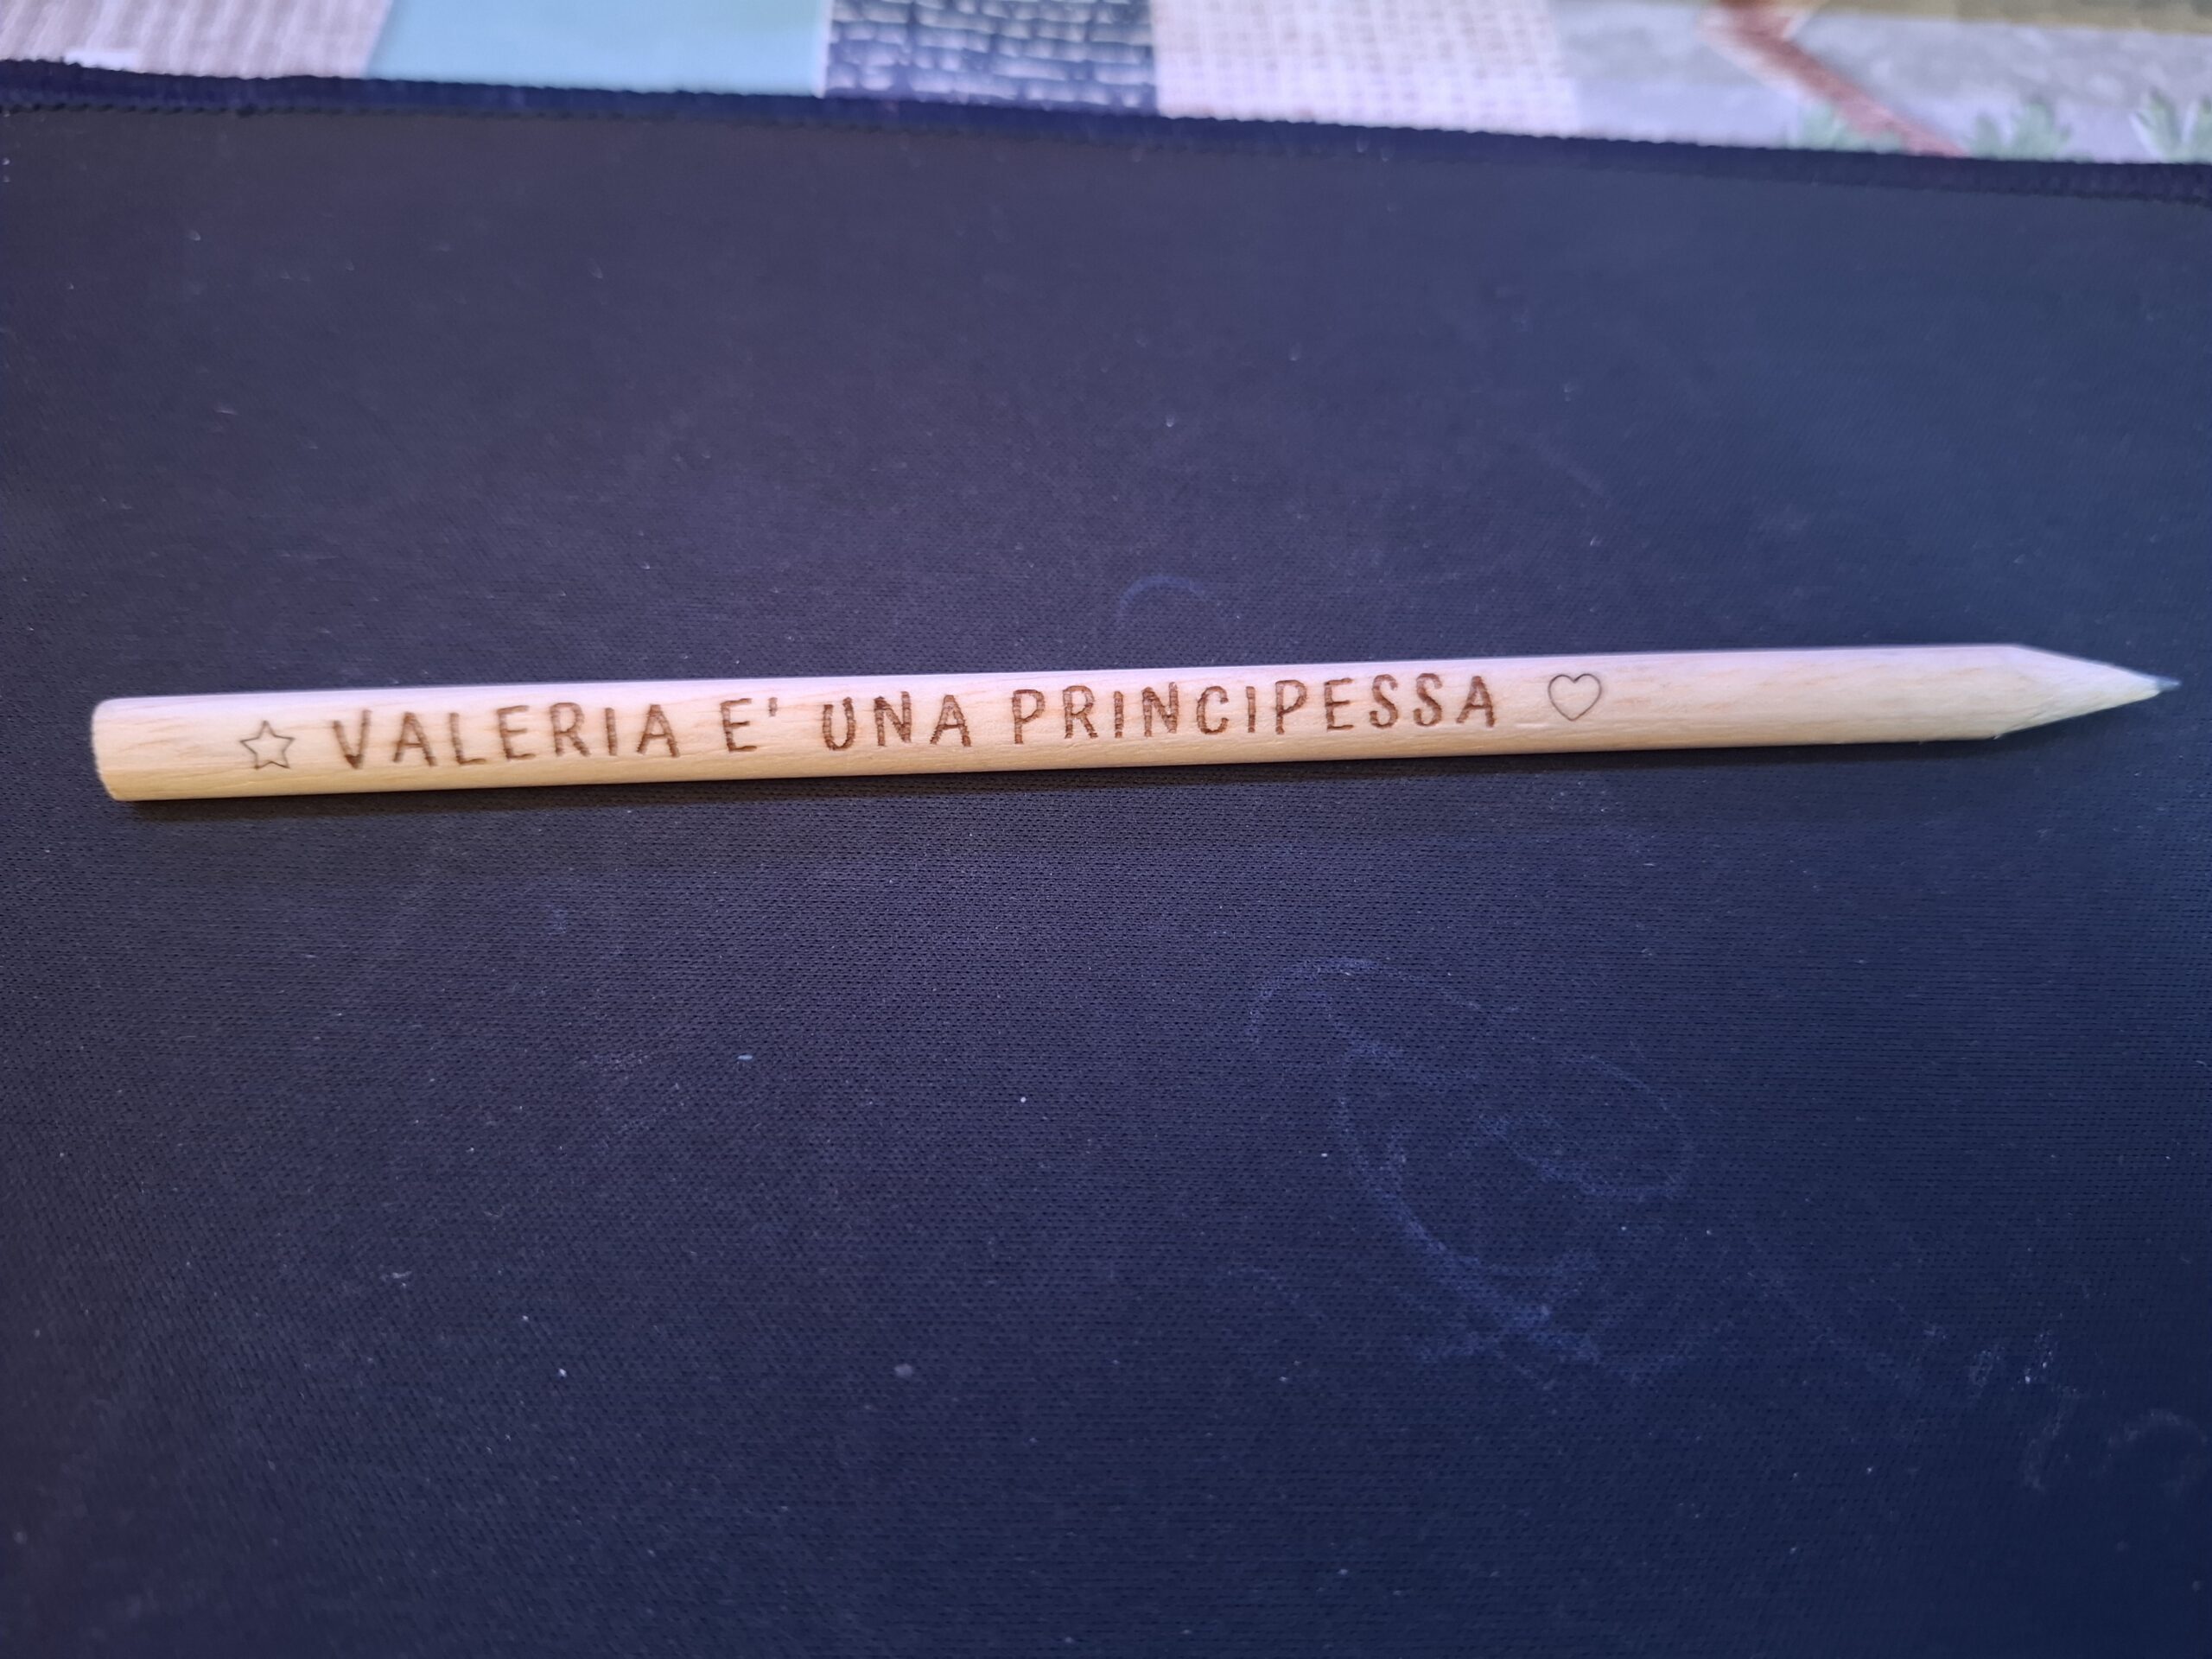 ☆ VALERIA E' UNA PRINCIPESSA ♡